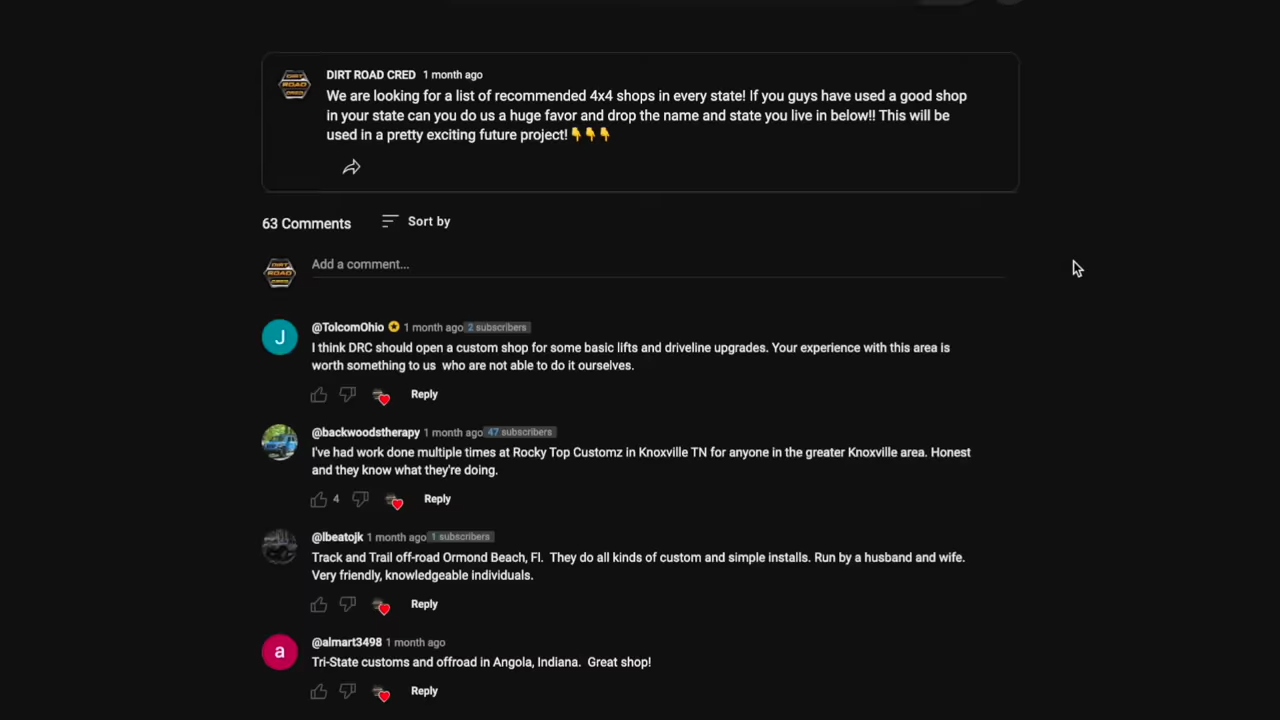 DIRT ROAD CRED 1 month ago
We are looking for a list of recommended 4x4 shops in every state! If you guys have used a good shop
in your state can you do us a huge favor and drop the name and state you live in below!! This will be
used in a pretty exciting future project!👇👇👇
63 Comments Sort by
DIRT ROAD CRED
Add a comment...
J
@TolcomOhio 1 month ago 2 subscribers
I think DRC should open a custom shop for some basic lifts and driveline upgrades. Your experience with this area is
worth something to us  who are not able to do it ourselves.
Reply
@backwoodstherapy 1 month ago 47 subscribers
I've had work done multiple times at Rocky Top Customz in Knoxville TN for anyone in the greater Knoxville area. Honest
and they know what they're doing.
4 Reply
@lbeatojk 1 month ago 1 subscribers
Track and Trail off-road Ormond Beach, Fl.  They do all kinds of custom and simple installs. Run by a husband and wife.
Very friendly, knowledgeable individuals.
Reply
a
@almart3498 1 month ago
Tri-State customs and offroad in Angola, Indiana.  Great shop!
Reply